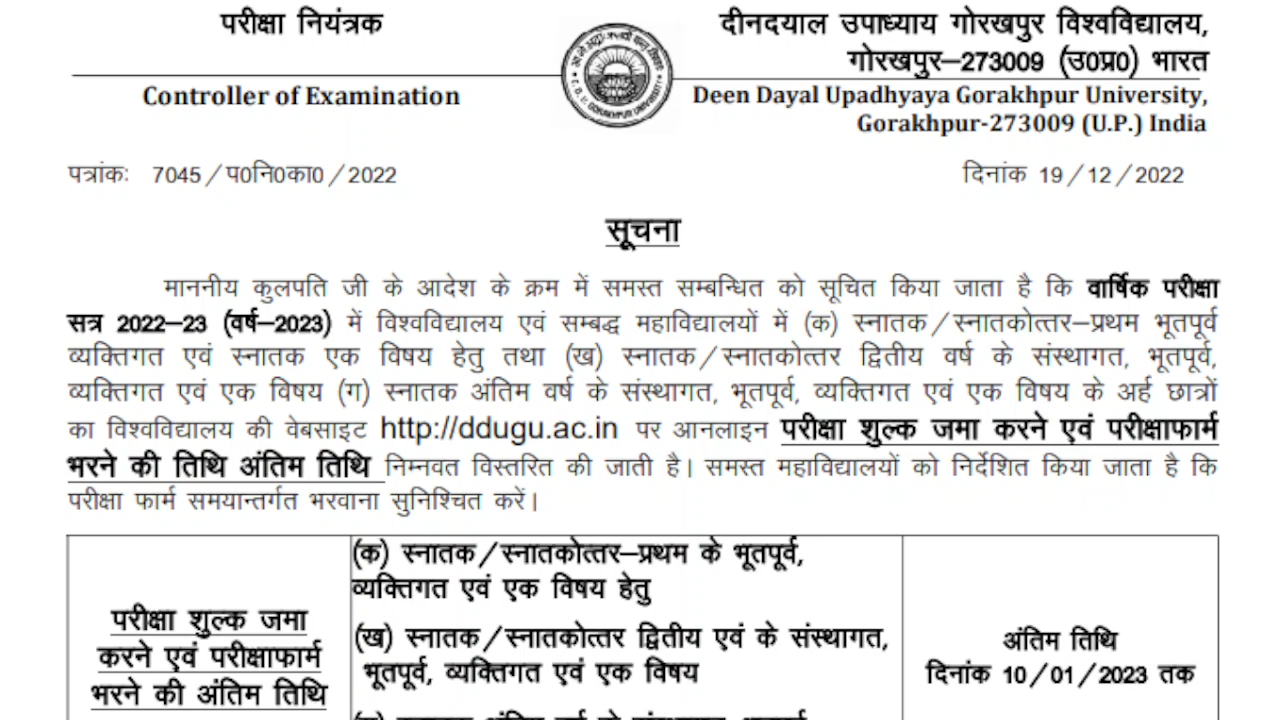 परीक्षा नियंत्रक
Controller of Examination
दीनदयाल उपाध्याय गोरखपुर विश्वविद्यालय,
गोरखपुर–273009 (उ0प्र0) भारत
Deen Dayal Upadhyaya Gorakhpur University,
Gorakhpur-273009 (U.P.) India
पत्रांकः 7045/प0नि0का0/2022
दिनांक 19/12/2022
सूचना
माननीय कुलपति जी के आदेश के क्रम में समस्त सम्बन्धित को सूचित किया जाता है कि वार्षिक परीक्षा
सत्र 2022–23 (वर्ष–2023) में विश्वविद्यालय एवं सम्बद्ध महाविद्यालयों में (क) स्नातक/स्नातकोत्तर–प्रथम भूतपूर्व
व्यक्तिगत एवं स्नातक एक विषय हेतु तथा (ख) स्नातक/स्नातकोत्तर द्वितीय वर्ष के संस्थागत, भूतपूर्व,
व्यक्तिगत एवं एक विषय (ग) स्नातक अंतिम वर्ष के संस्थागत, भूतपूर्व, व्यक्तिगत एवं एक विषय के अर्ह छात्रों
का विश्वविद्यालय की वेबसाइट http://ddugu.ac.in पर आनलाइन परीक्षा शुल्क जमा करने एवं परीक्षाफार्म
भरने की तिथि अंतिम तिथि निम्नवत विस्तरित की जाती है। समस्त महाविद्यालयों को निर्देशित किया जाता है कि
परीक्षा फार्म समयान्तर्गत भरवाना सुनिश्चित करें।
परीक्षा शुल्क जमा
करने एवं परीक्षाफार्म
भरने की अंतिम तिथि
(क) स्नातक/स्नातकोत्तर–प्रथम के भूतपूर्व,
व्यक्तिगत एवं एक विषय हेतु
(ख) स्नातक/स्नातकोत्तर द्वितीय एवं के संस्थागत,
भूतपूर्व, व्यक्तिगत एवं एक विषय
अंतिम तिथि
दिनांक 10/01/2023 तक